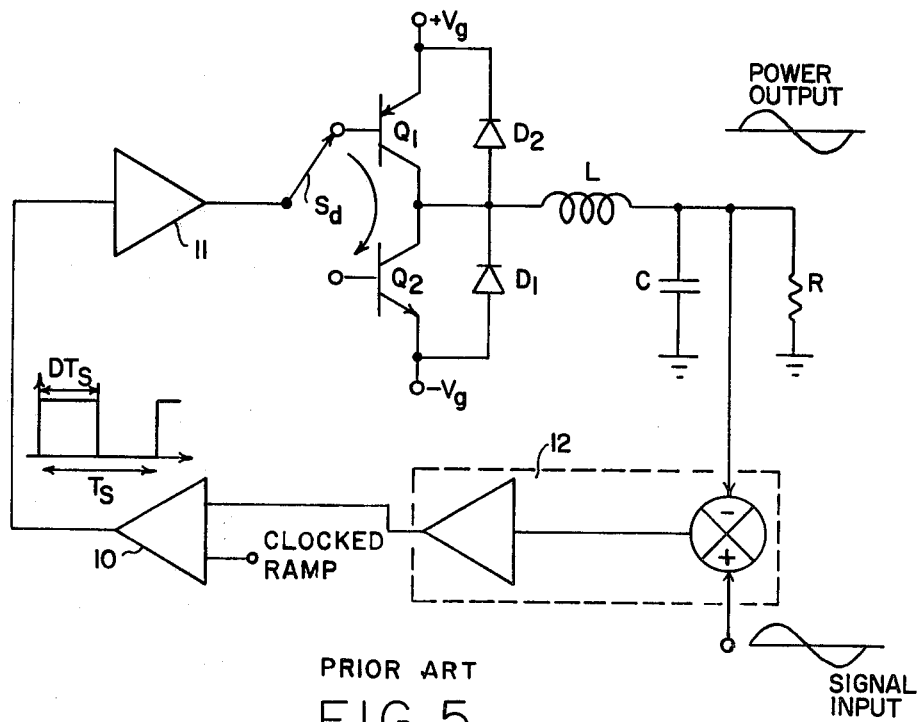 +Vg
POWER
OUTPUT
Q1
D2
L
Sd
11
Q2
D1
C
R
-Vg
DTS
TS
12
-
+
10
CLOCKED
RAMP
PRIOR ART
FIG. 5
SIGNAL
INPUT